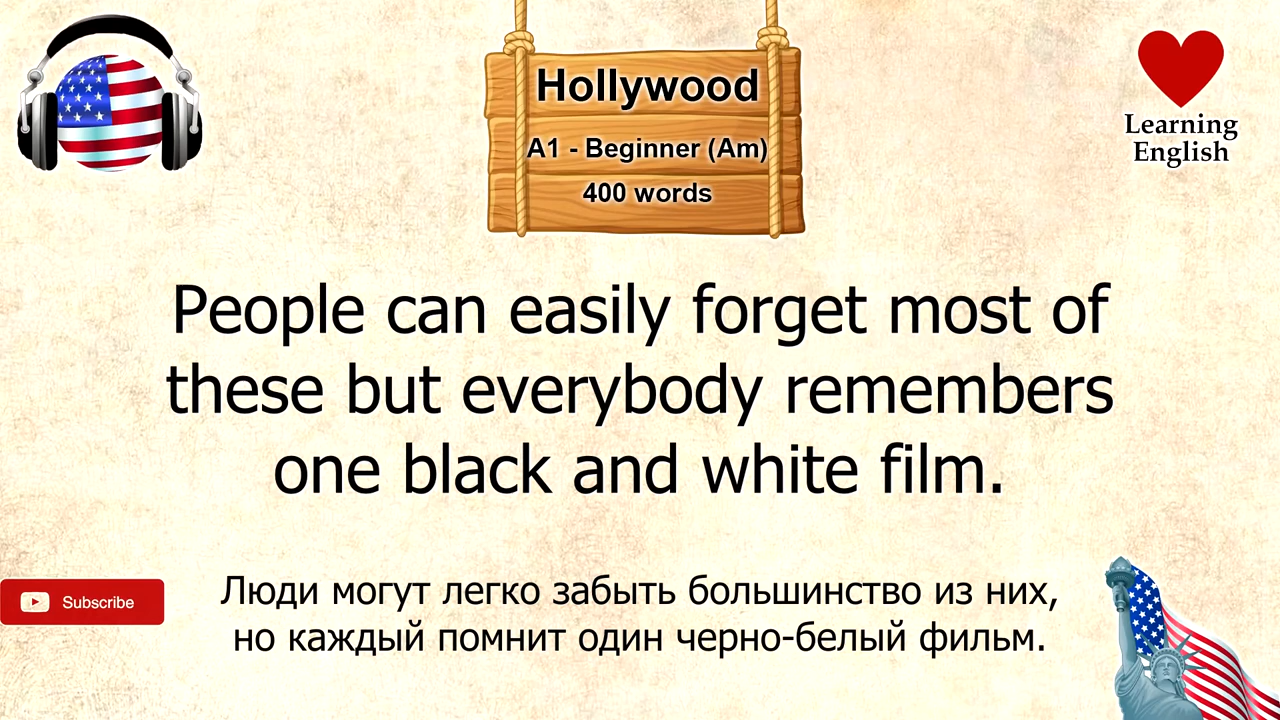 Hollywood
A1 - Beginner (Am)
400 words
Learning
English
People can easily forget most of
these but everybody remembers
one black and white film.
Subscribe
Люди могут легко забыть большинство из них,
но каждый помнит один черно-белый фильм.